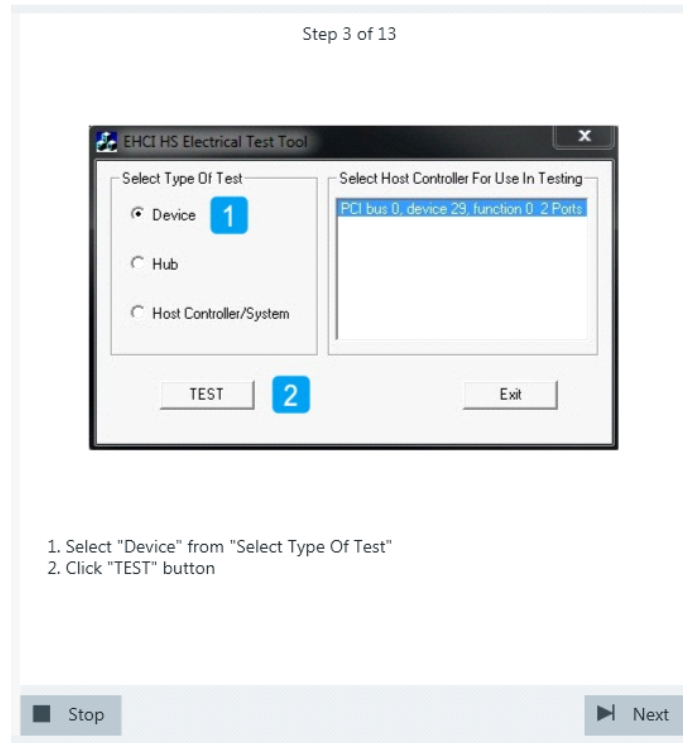 Step 3 of 13
EHCI HS Electrical Test Tool
x
Select Type Of Test
Select Host Controller For Use In Testing
Device
1
PCI bus 0, device 29, function 0 2 Ports
Hub
Host Controller/System
TEST
2
Exit
1. Select "Device" from "Select Type Of Test"
2. Click "TEST" button
Stop
Next